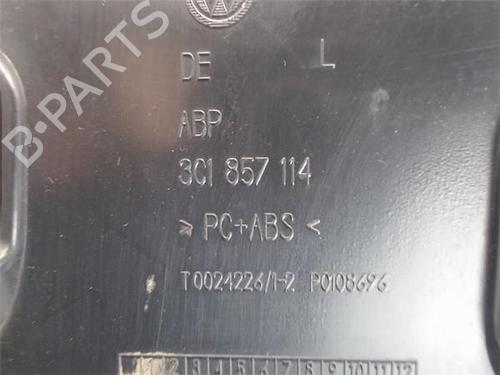 DE L
ABP
3C1 857 114
> PC+ABS <
T0024226/1-2 P0108696
1 2 3 4 5 6 7 8 9 10 11 12